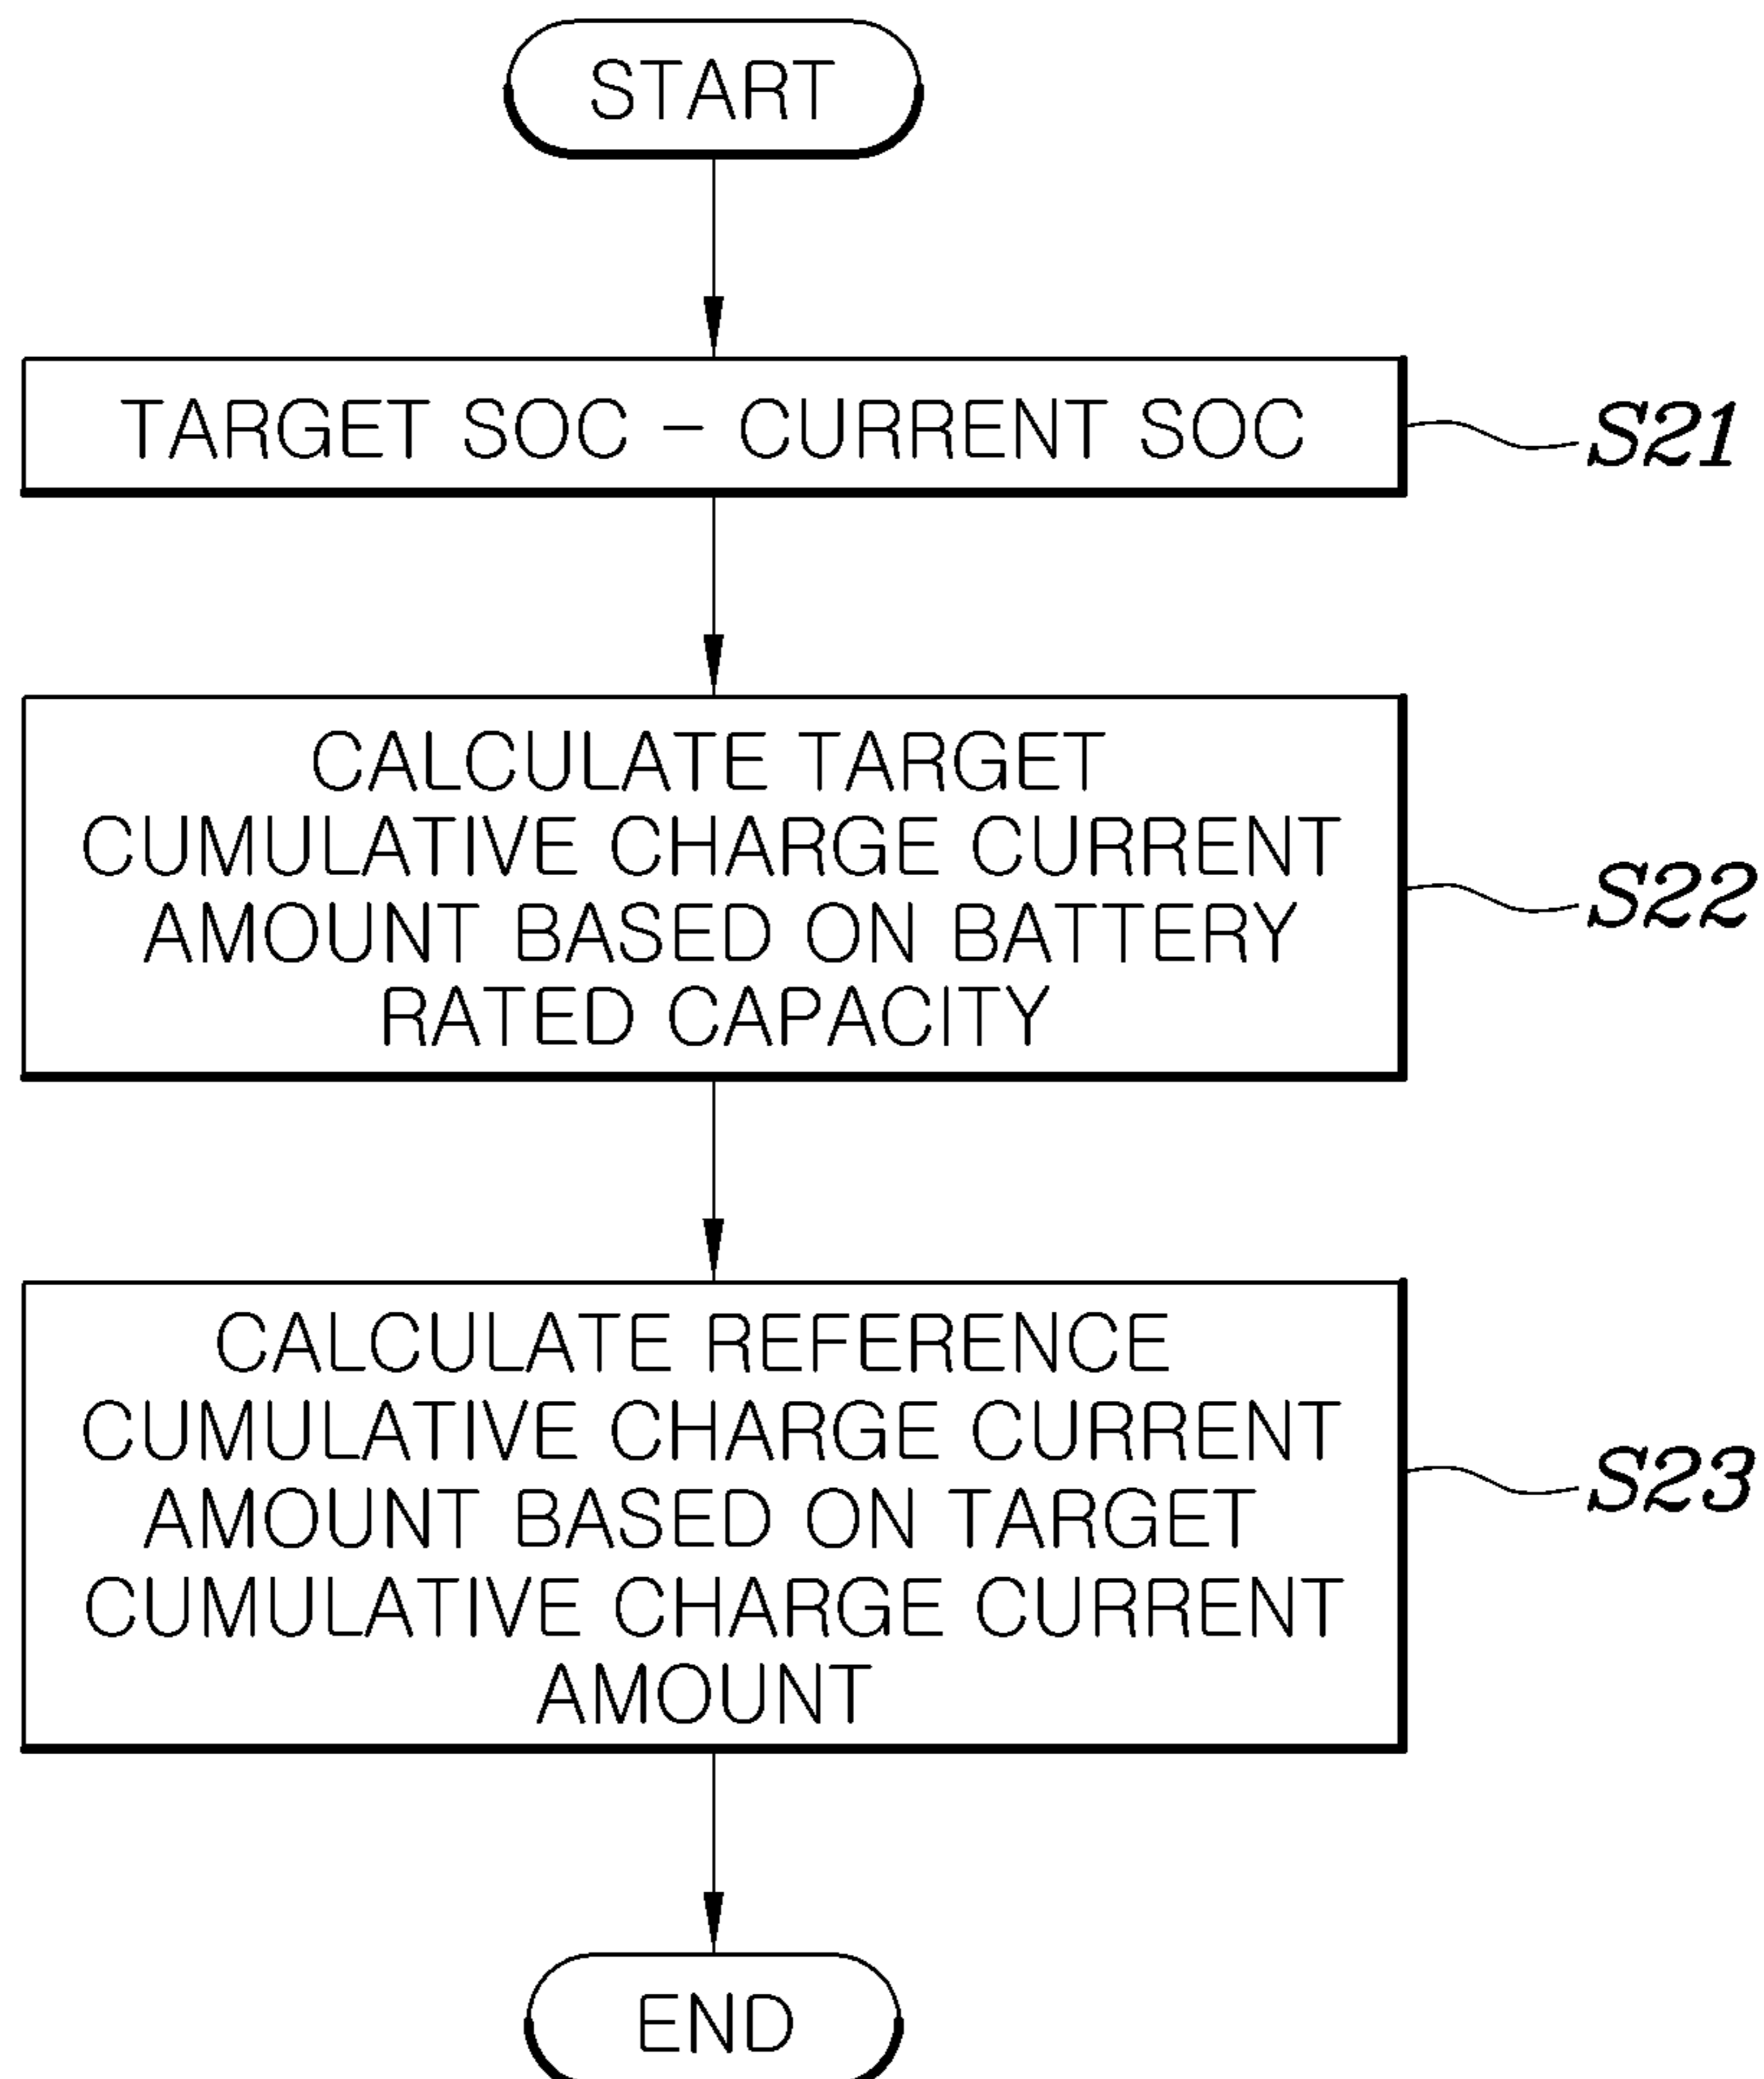 START
TARGET SOC – CURRENT SOC
S21
CALCULATE TARGET
CUMULATIVE CHARGE CURRENT
AMOUNT BASED ON BATTERY
RATED CAPACITY
S22
CALCULATE REFERENCE
CUMULATIVE CHARGE CURRENT
AMOUNT BASED ON TARGET
CUMULATIVE CHARGE CURRENT
AMOUNT
S23
END